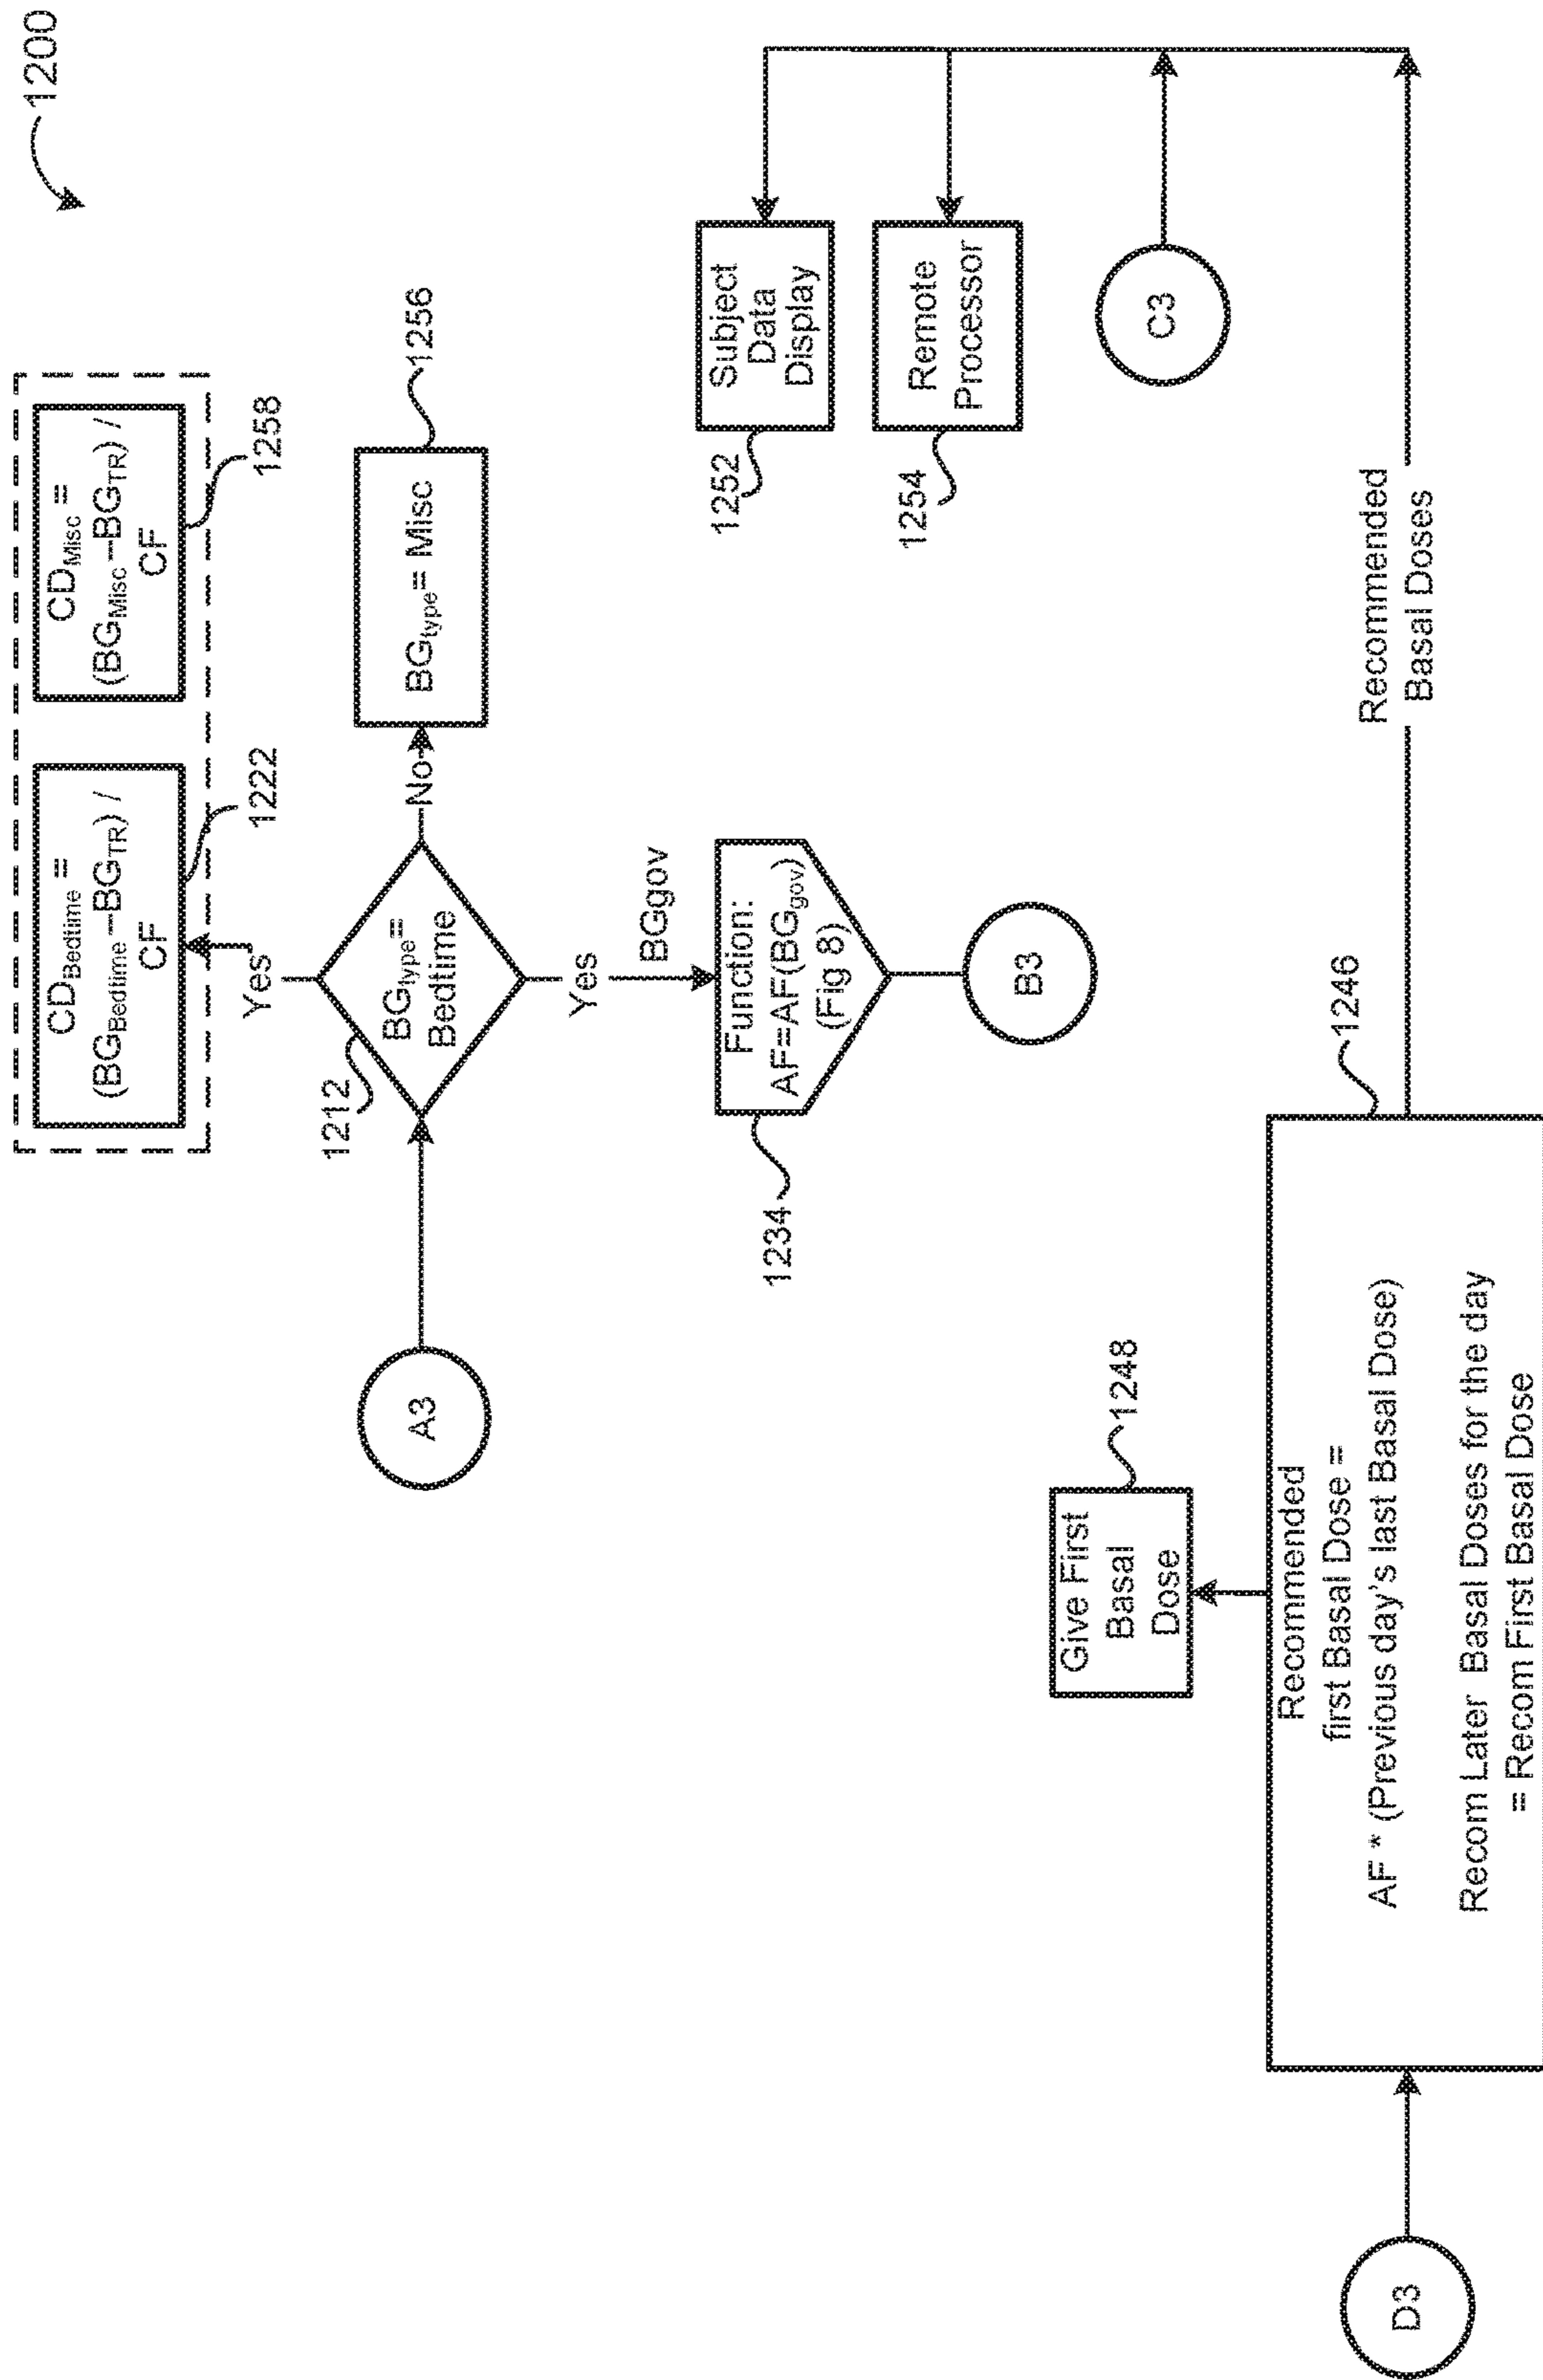 1200
CD_Bedtime =
(BG_Bedtime–BG_TR) /
CF
1222
CD_Misc =
(BG_Misc–BG_TR) /
CF
1258
Yes
A3
1212
BG_type=
Bedtime
No
BG_type= Misc
1256
Yes
BGgov
1234
Function:
AF=AF(BG_gov)
(Fig 8)
B3
Subject
Data
Display
1252
Remote
Processor
1254
C3
Give First
Basal
Dose
1248
D3
Recommended
first Basal Dose =
AF * (Previous day's last Basal Dose)
Recom Later Basal Doses for the day
= Recom First Basal Dose
1246
Recommended
Basal Doses